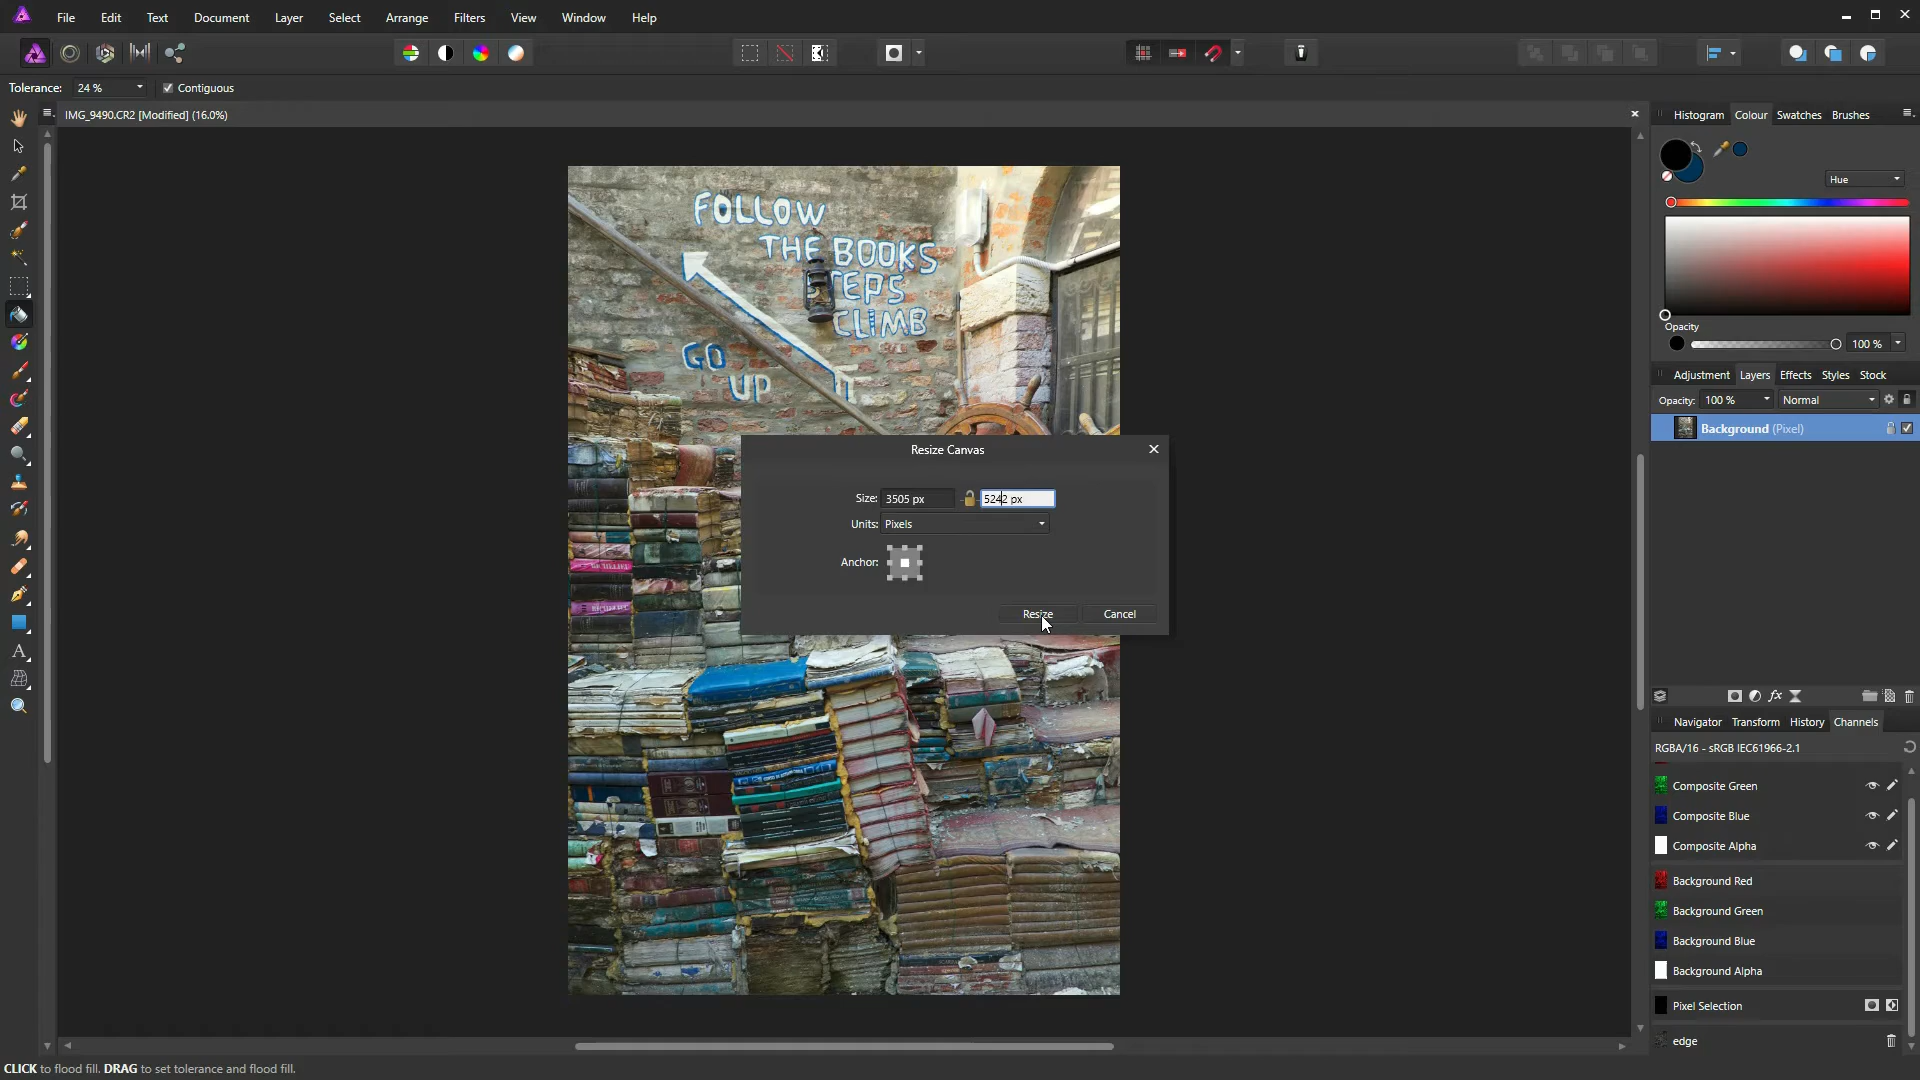 File Edit Text Document Layer Select Arrange Filters View Window Help
Tolerance: 24 % Contiguous
IMG_9490.CR2 [Modified] (16.0%)
Histogram Colour Swatches Brushes
Hue
Opacity
100 %
Adjustment Layers Effects Styles Stock
Opacity: 100 % Normal
Background (Pixel)
FOLLOW
THE BOOKS
STEPS
CLIMB
GO
UP
Resize Canvas
Size: 3505 px 5242 px
Units: Pixels
Anchor:
Resize Cancel
Navigator Transform History Channels
RGBA/16 - sRGB IEC61966-2.1
Composite Green
Composite Blue
Composite Alpha
Background Red
Background Green
Background Blue
Background Alpha
Pixel Selection
edge
CLICK to flood fill. DRAG to set tolerance and flood fill.